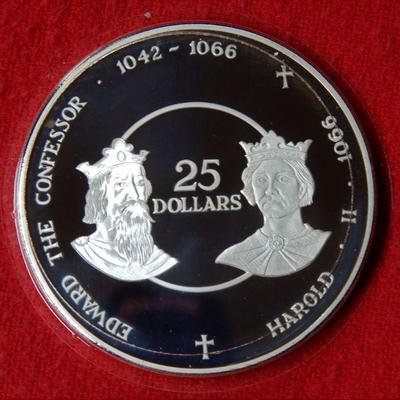 EDWARD THE CONFESSOR · 1042 - 1066
HAROLD · II · 1066
25
DOLLARS